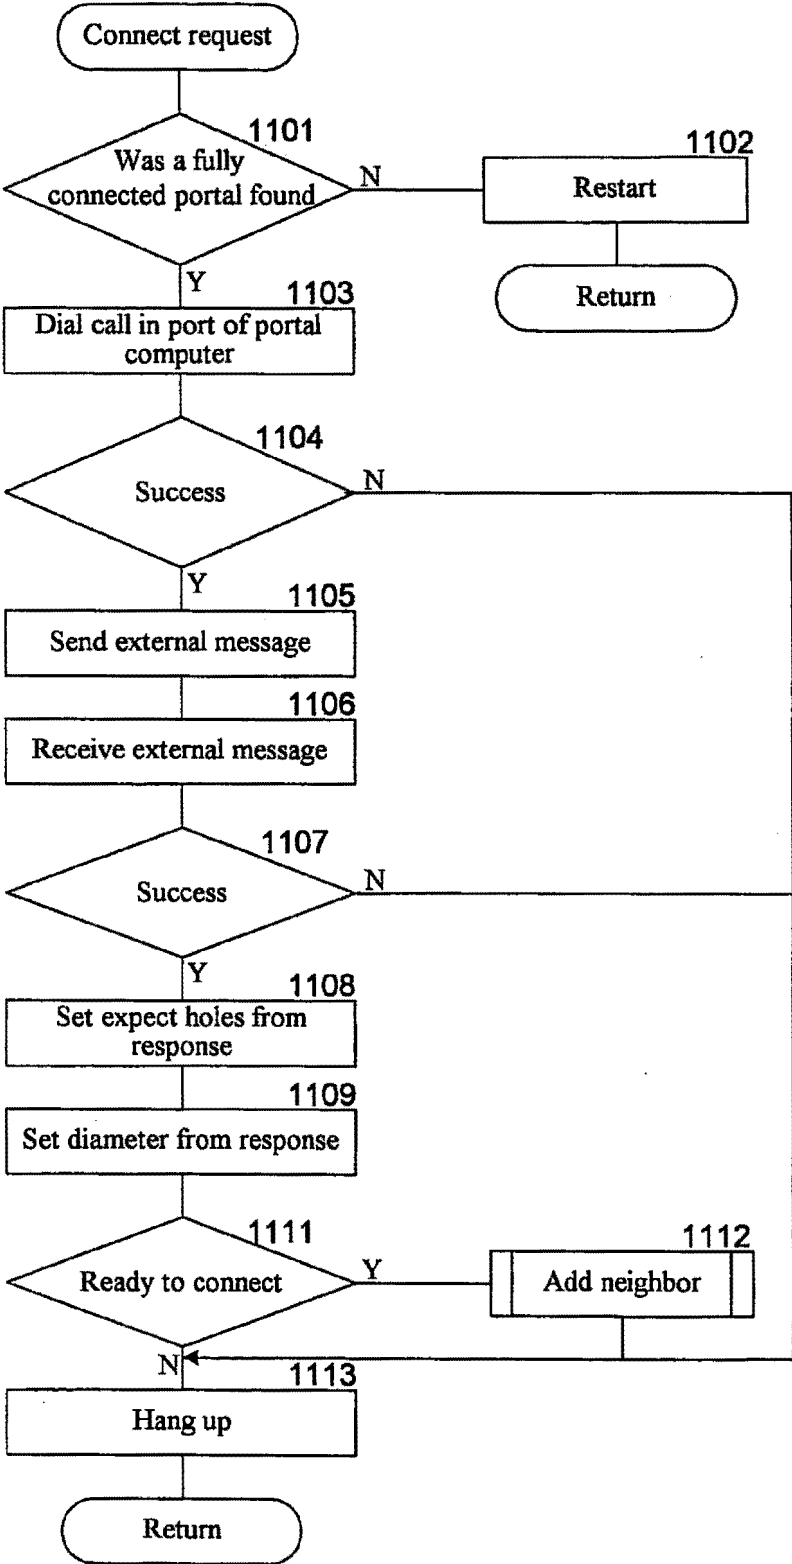 Connect request
1101
Was a fully
connected portal found
N
1102
Restart
Return
Y
1103
Dial call in port of portal
computer
1104
Success
N
Y
1105
Send external message
1106
Receive external message
1107
Success
N
Y
1108
Set expect holes from
response
1109
Set diameter from response
1111
Ready to connect
Y
1112
Add neighbor
N
1113
Hang up
Return